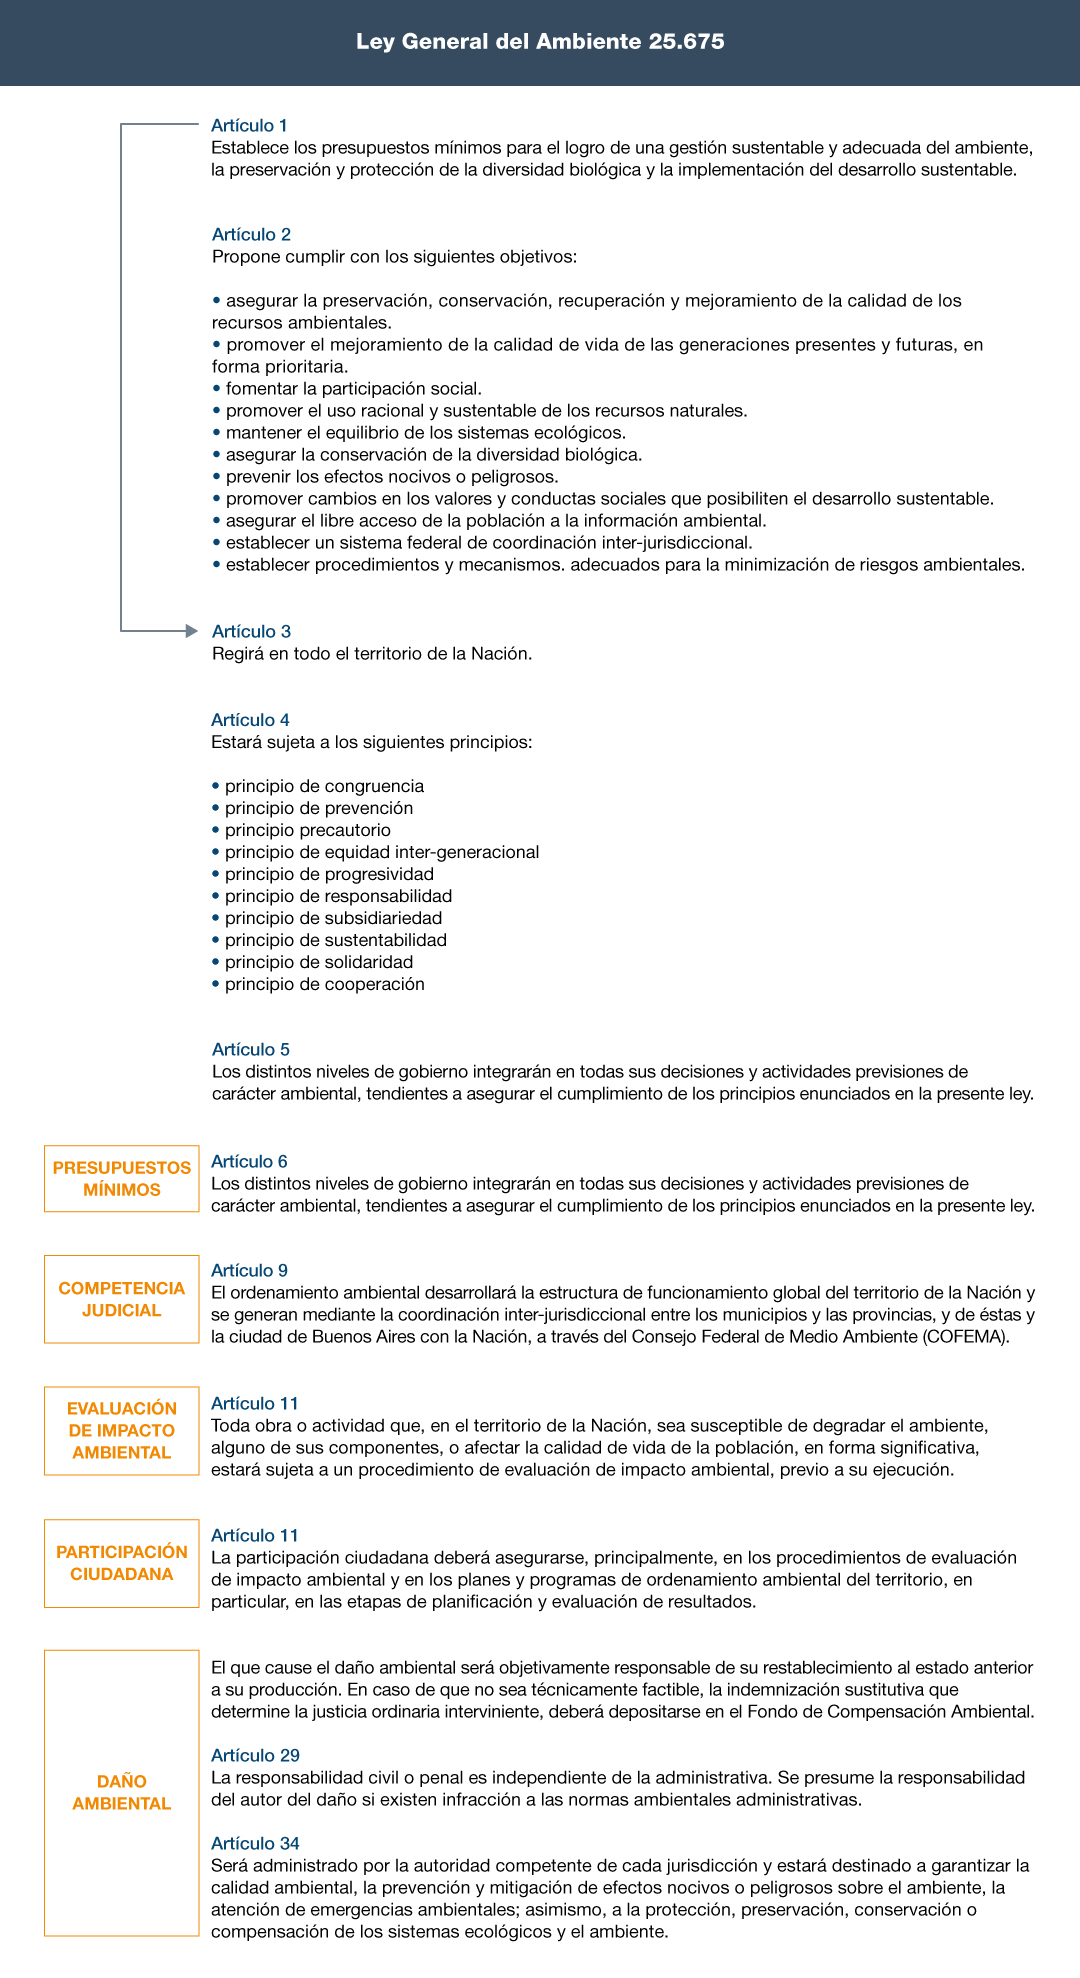 Ley General del Ambiente 25.675
Artículo 1
Establece los presupuestos mínimos para el logro de una gestión sustentable y adecuada del ambiente,
la preservación y protección de la diversidad biológica y la implementación del desarrollo sustentable.
Artículo 2
Propone cumplir con los siguientes objetivos:
• asegurar la preservación, conservación, recuperación y mejoramiento de la calidad de los
recursos ambientales.
• promover el mejoramiento de la calidad de vida de las generaciones presentes y futuras, en
forma prioritaria.
• fomentar la participación social.
• promover el uso racional y sustentable de los recursos naturales.
• mantener el equilibrio de los sistemas ecológicos.
• asegurar la conservación de la diversidad biológica.
• prevenir los efectos nocivos o peligrosos.
• promover cambios en los valores y conductas sociales que posibiliten el desarrollo sustentable.
• asegurar el libre acceso de la población a la información ambiental.
• establecer un sistema federal de coordinación inter-jurisdiccional.
• establecer procedimientos y mecanismos. adecuados para la minimización de riesgos ambientales.
Artículo 3
Regirá en todo el territorio de la Nación.
Artículo 4
Estará sujeta a los siguientes principios:
• principio de congruencia
• principio de prevención
• principio precautorio
• principio de equidad inter-generacional
• principio de progresividad
• principio de responsabilidad
• principio de subsidiariedad
• principio de sustentabilidad
• principio de solidaridad
• principio de cooperación
Artículo 5
Los distintos niveles de gobierno integrarán en todas sus decisiones y actividades previsiones de
carácter ambiental, tendientes a asegurar el cumplimiento de los principios enunciados en la presente ley.
PRESUPUESTOS
MÍNIMOS
Artículo 6
Los distintos niveles de gobierno integrarán en todas sus decisiones y actividades previsiones de
carácter ambiental, tendientes a asegurar el cumplimiento de los principios enunciados en la presente ley.
COMPETENCIA
JUDICIAL
Artículo 9
El ordenamiento ambiental desarrollará la estructura de funcionamiento global del territorio de la Nación y
se generan mediante la coordinación inter-jurisdiccional entre los municipios y las provincias, y de éstas y
la ciudad de Buenos Aires con la Nación, a través del Consejo Federal de Medio Ambiente (COFEMA).
EVALUACIÓN
DE IMPACTO
AMBIENTAL
Artículo 11
Toda obra o actividad que, en el territorio de la Nación, sea susceptible de degradar el ambiente,
alguno de sus componentes, o afectar la calidad de vida de la población, en forma significativa,
estará sujeta a un procedimiento de evaluación de impacto ambiental, previo a su ejecución.
PARTICIPACIÓN
CIUDADANA
Artículo 11
La participación ciudadana deberá asegurarse, principalmente, en los procedimientos de evaluación
de impacto ambiental y en los planes y programas de ordenamiento ambiental del territorio, en
particular, en las etapas de planificación y evaluación de resultados.
DAÑO
AMBIENTAL
El que cause el daño ambiental será objetivamente responsable de su restablecimiento al estado anterior
a su producción. En caso de que no sea técnicamente factible, la indemnización sustitutiva que
determine la justicia ordinaria interviniente, deberá depositarse en el Fondo de Compensación Ambiental.
Artículo 29
La responsabilidad civil o penal es independiente de la administrativa. Se presume la responsabilidad
del autor del daño si existen infracción a las normas ambientales administrativas.
Artículo 34
Será administrado por la autoridad competente de cada jurisdicción y estará destinado a garantizar la
calidad ambiental, la prevención y mitigación de efectos nocivos o peligrosos sobre el ambiente, la
atención de emergencias ambientales; asimismo, a la protección, preservación, conservación o
compensación de los sistemas ecológicos y el ambiente.